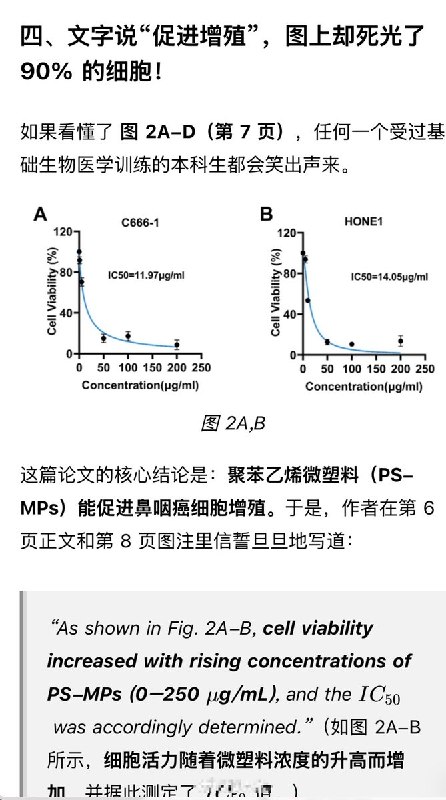 四、文字说“促进增殖”，图上却死光了
90% 的细胞！
如果看懂了 图 2A–D（第 7 页），任何一个受过基
础生物医学训练的本科生都会笑出声来。
A
C666-1
120
80
40
0
Cell Viability (%)
IC50=11.97μg/ml
0 50 100 150 200 250
Concentration(μg/ml)
B
HONE1
120
80
40
0
Cell Viability (%)
IC50=14.05μg/ml
0 50 100 150 200 250
Concentration(μg/ml)
图 2A,B
这篇论文的核心结论是：聚苯乙烯微塑料（PS–
MPs）能促进鼻咽癌细胞增殖。于是，作者在第 6
页正文和第 8 页图注里信誓旦旦地写道：
“As shown in Fig. 2A–B, cell viability
increased with rising concentrations of
PS–MPs (0–250 μg/mL), and the IC50
was accordingly determined.”（如图 2A–B
所示，细胞活力随着微塑料浓度的升高而增
加，并据此测定了